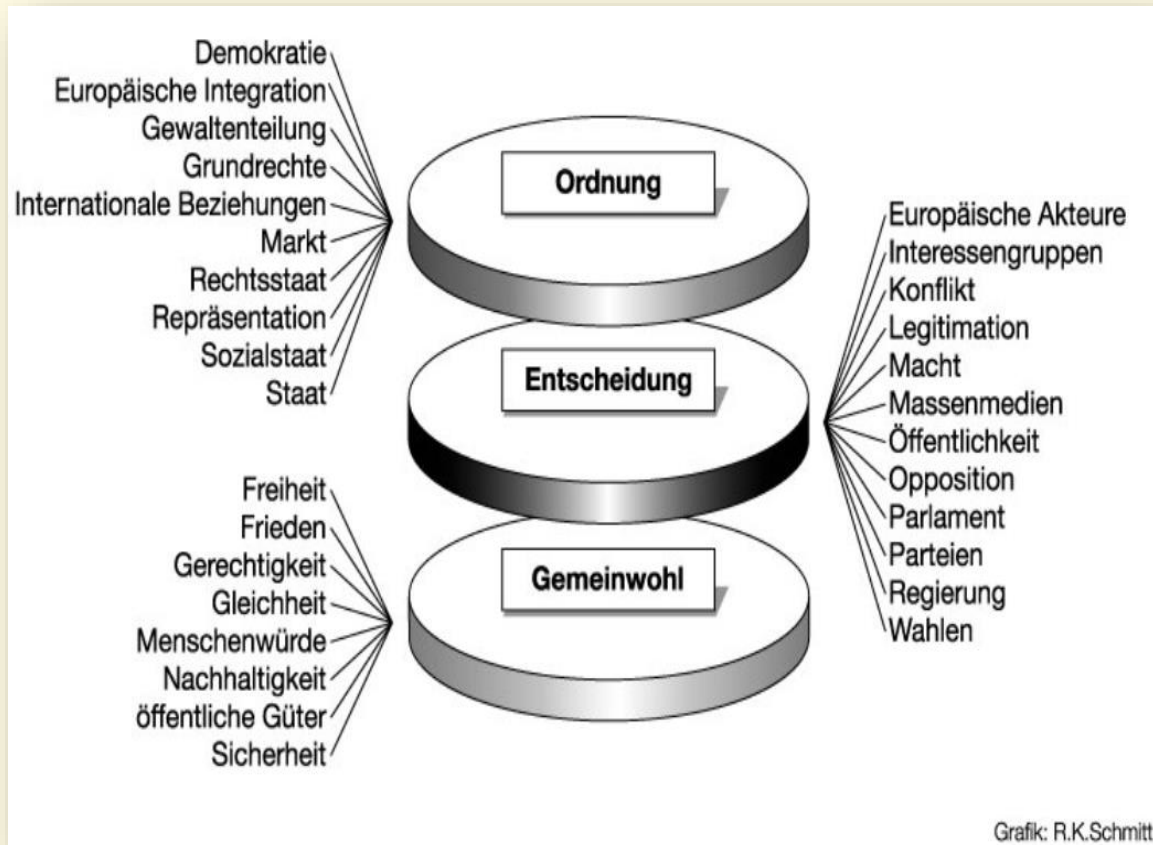 Demokratie
Europäische Integration
Gewaltenteilung
Grundrechte
Internationale Beziehungen
Markt
Rechtsstaat
Repräsentation
Sozialstaat
Staat
Ordnung
Entscheidung
Europäische Akteure
Interessengruppen
Konflikt
Legitimation
Macht
Massenmedien
Öffentlichkeit
Opposition
Parlament
Parteien
Regierung
Wahlen
Freiheit
Frieden
Gerechtigkeit
Gleichheit
Menschenwürde
Nachhaltigkeit
öffentliche Güter
Sicherheit
Gemeinwohl
Grafik: R.K.Schmitt